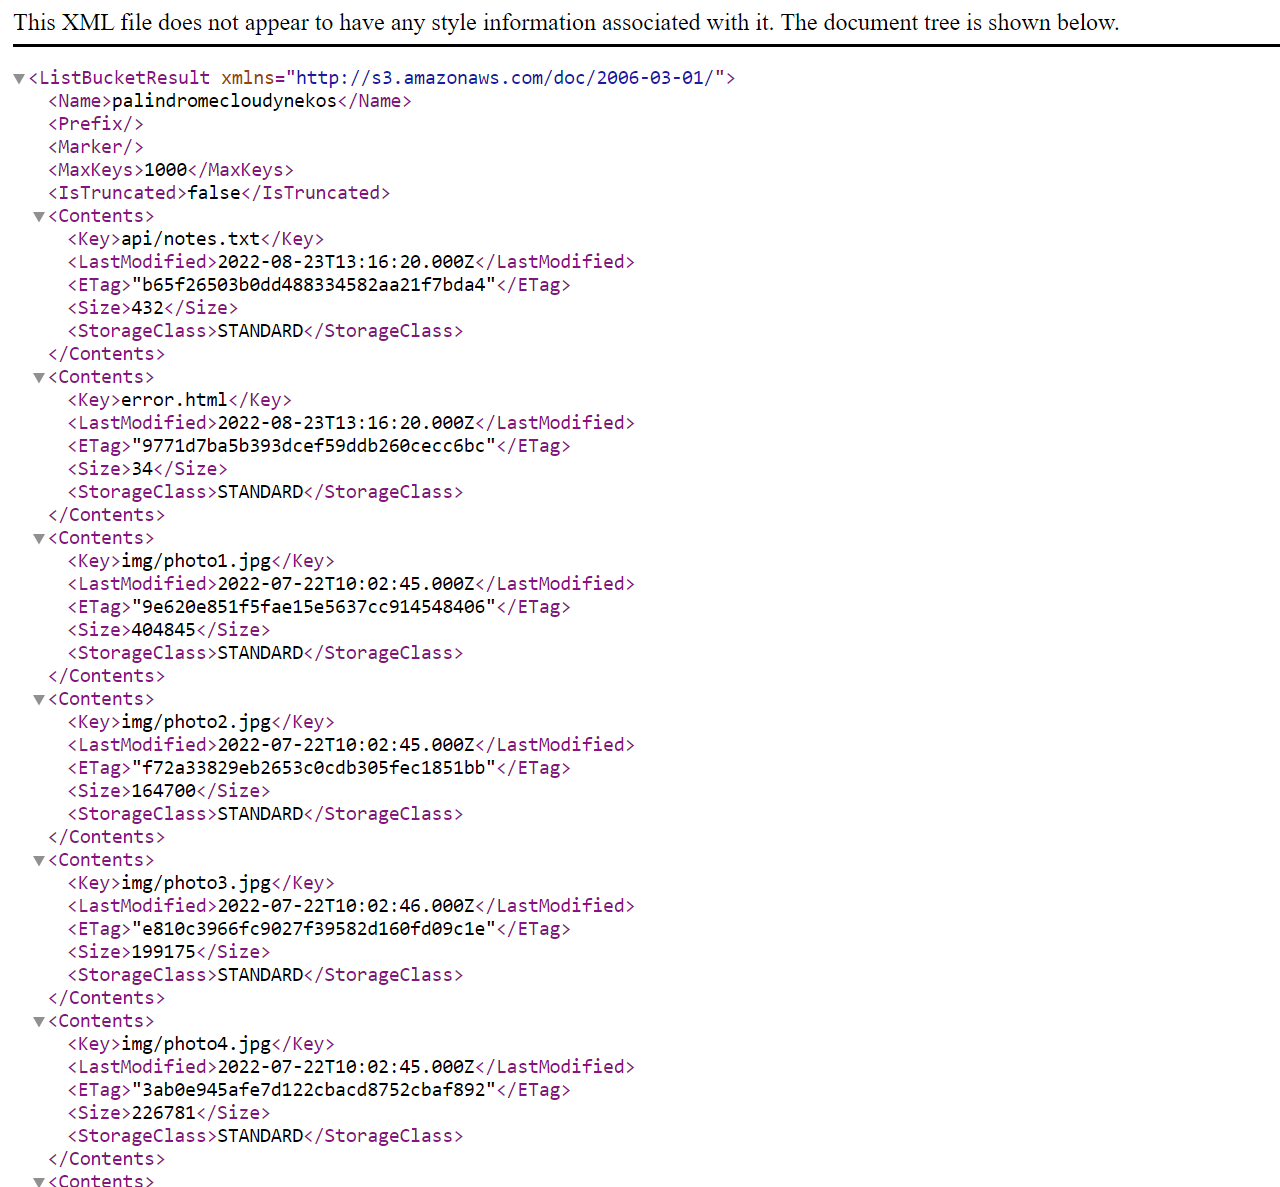 This XML file does not appear to have any style information associated with it. The document tree is shown below.
▼<ListBucketResult xmlns="http://s3.amazonaws.com/doc/2006-03-01/">
<Name>palindromecloudynekos</Name>
<Prefix/>
<Marker/>
<MaxKeys>1000</MaxKeys>
<IsTruncated>false</IsTruncated>
▼<Contents>
<Key>api/notes.txt</Key>
<LastModified>2022-08-23T13:16:20.000Z</LastModified>
<ETag>"b65f26503b0dd488334582aa21f7bda4"</ETag>
<Size>432</Size>
<StorageClass>STANDARD</StorageClass>
</Contents>
▼<Contents>
<Key>error.html</Key>
<LastModified>2022-08-23T13:16:20.000Z</LastModified>
<ETag>"9771d7ba5b393dcef59ddb260cecc6bc"</ETag>
<Size>34</Size>
<StorageClass>STANDARD</StorageClass>
</Contents>
▼<Contents>
<Key>img/photo1.jpg</Key>
<LastModified>2022-07-22T10:02:45.000Z</LastModified>
<ETag>"9e620e851f5fae15e5637cc914548406"</ETag>
<Size>404845</Size>
<StorageClass>STANDARD</StorageClass>
</Contents>
▼<Contents>
<Key>img/photo2.jpg</Key>
<LastModified>2022-07-22T10:02:45.000Z</LastModified>
<ETag>"f72a33829eb2653c0cdb305fec1851bb"</ETag>
<Size>164700</Size>
<StorageClass>STANDARD</StorageClass>
</Contents>
▼<Contents>
<Key>img/photo3.jpg</Key>
<LastModified>2022-07-22T10:02:46.000Z</LastModified>
<ETag>"e810c3966fc9027f39582d160fd09c1e"</ETag>
<Size>199175</Size>
<StorageClass>STANDARD</StorageClass>
</Contents>
▼<Contents>
<Key>img/photo4.jpg</Key>
<LastModified>2022-07-22T10:02:45.000Z</LastModified>
<ETag>"3ab0e945afe7d122cbacd8752cbaf892"</ETag>
<Size>226781</Size>
<StorageClass>STANDARD</StorageClass>
</Contents>
▼<Contents>